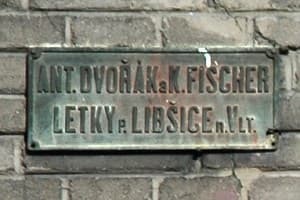 ANT. DVOŘÁK a K. FISCHER
LETKY p. LIBŠICE n. VLT.